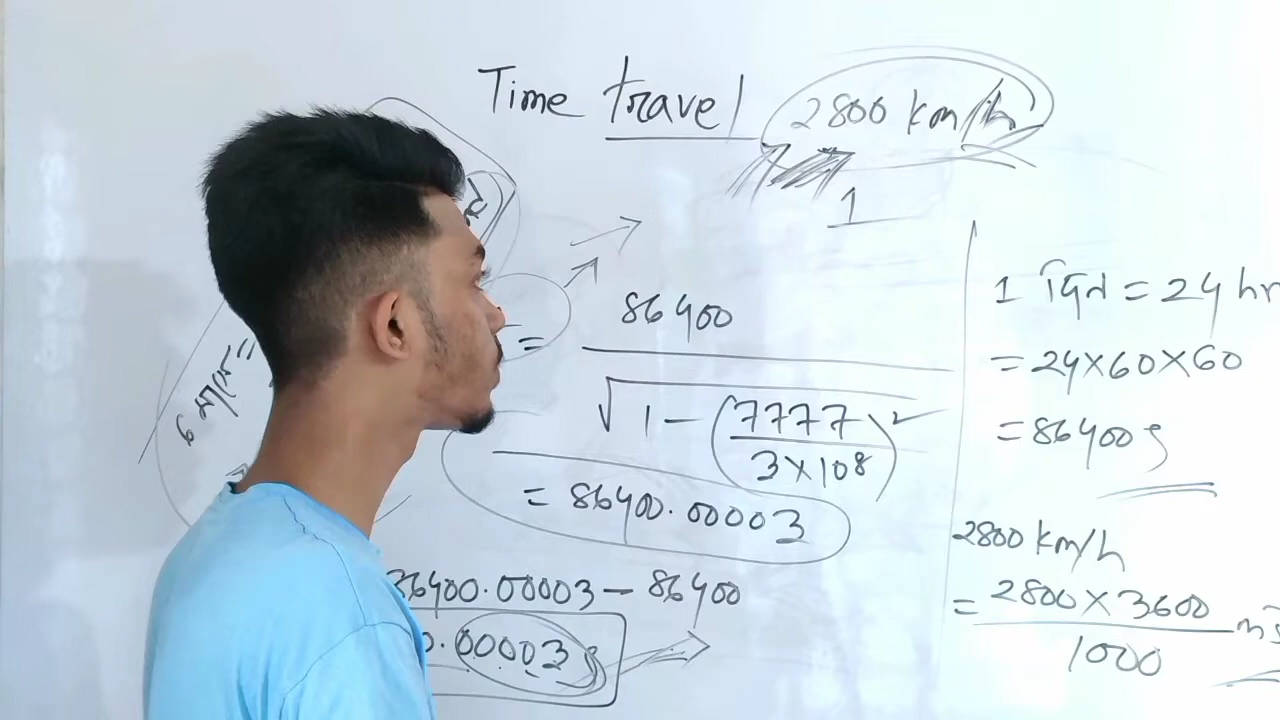 Time travel 2800 km/h
1
86400
=
√1 - (7777 / 3×10⁸)²
= 86400.00003
86400.00003 - 86400
0.00003 s
1 দিন = 24 hr
= 24×60×60
= 86400 s
2800 km/h
= 2800×3600 / 1000